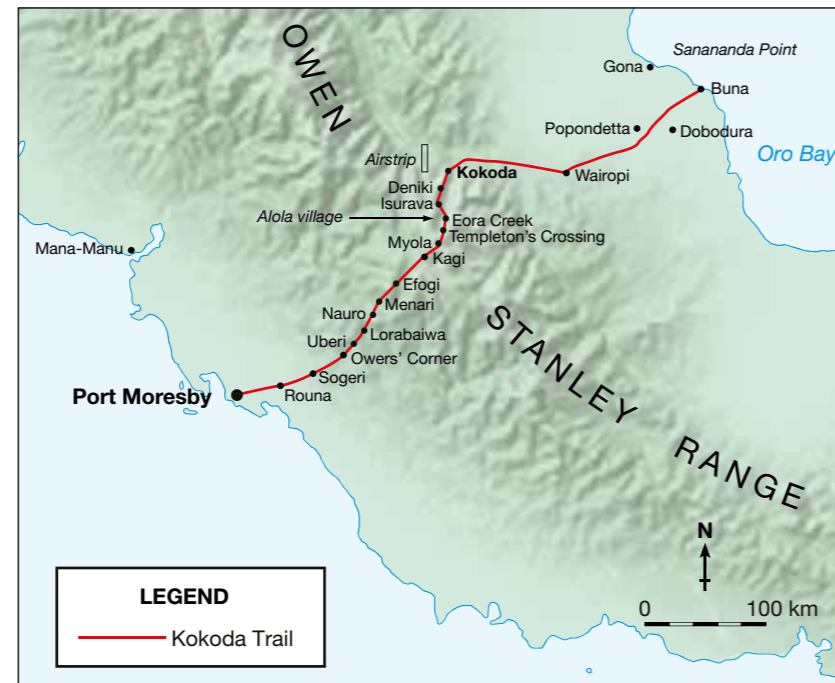 OWEN
Sanananda Point
Gona
Buna
Popondetta
Dobodura
Oro Bay
Airstrip
Kokoda
Wairopi
Deniki
Isurava
Alola village
Eora Creek
Templeton's Crossing
Mana-Manu
Myola
Kagi
Efogi
Menari
Nauro
Lorabaiwa
Uberi
Owers' Corner
Sogeri
Port Moresby
Rouna
STANLEY RANGE
N
0 100 km
LEGEND
Kokoda Trail